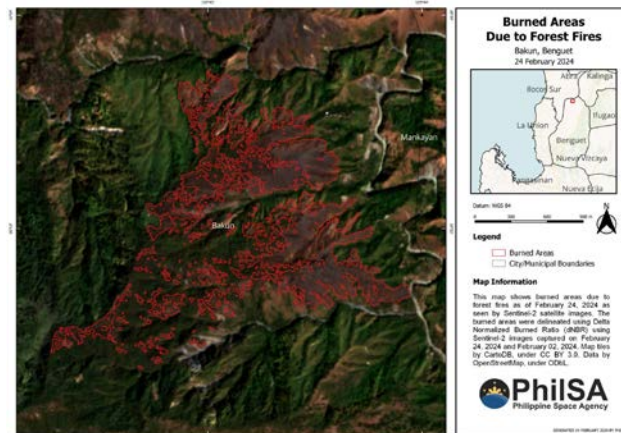 Burned Areas
Due to Forest Fires
Bakun, Benguet
24 February 2024
Mankayan
Bakun
Abra
Kalinga
Ilocos Sur
Ifugao
La Union
Benguet
Nueva Vizcaya
Pangasinan
Nueva Ecija
Datum: WGS 84
Legend
Burned Areas
City/Municipal Boundaries
Map Information
This map shows burned areas due to
forest fires as of February 24, 2024 as
seen by Sentinel-2 satellite images. The
burned areas were delineated using Delta
Normalized Burned Ratio (dNBR) using
Sentinel-2 images captured on February
24, 2024 and February 02, 2024. Map tiles
by CartoDB, under CC BY 3.0. Data by
OpenStreetMap, under ODbL.
PhilSA
Philippine Space Agency